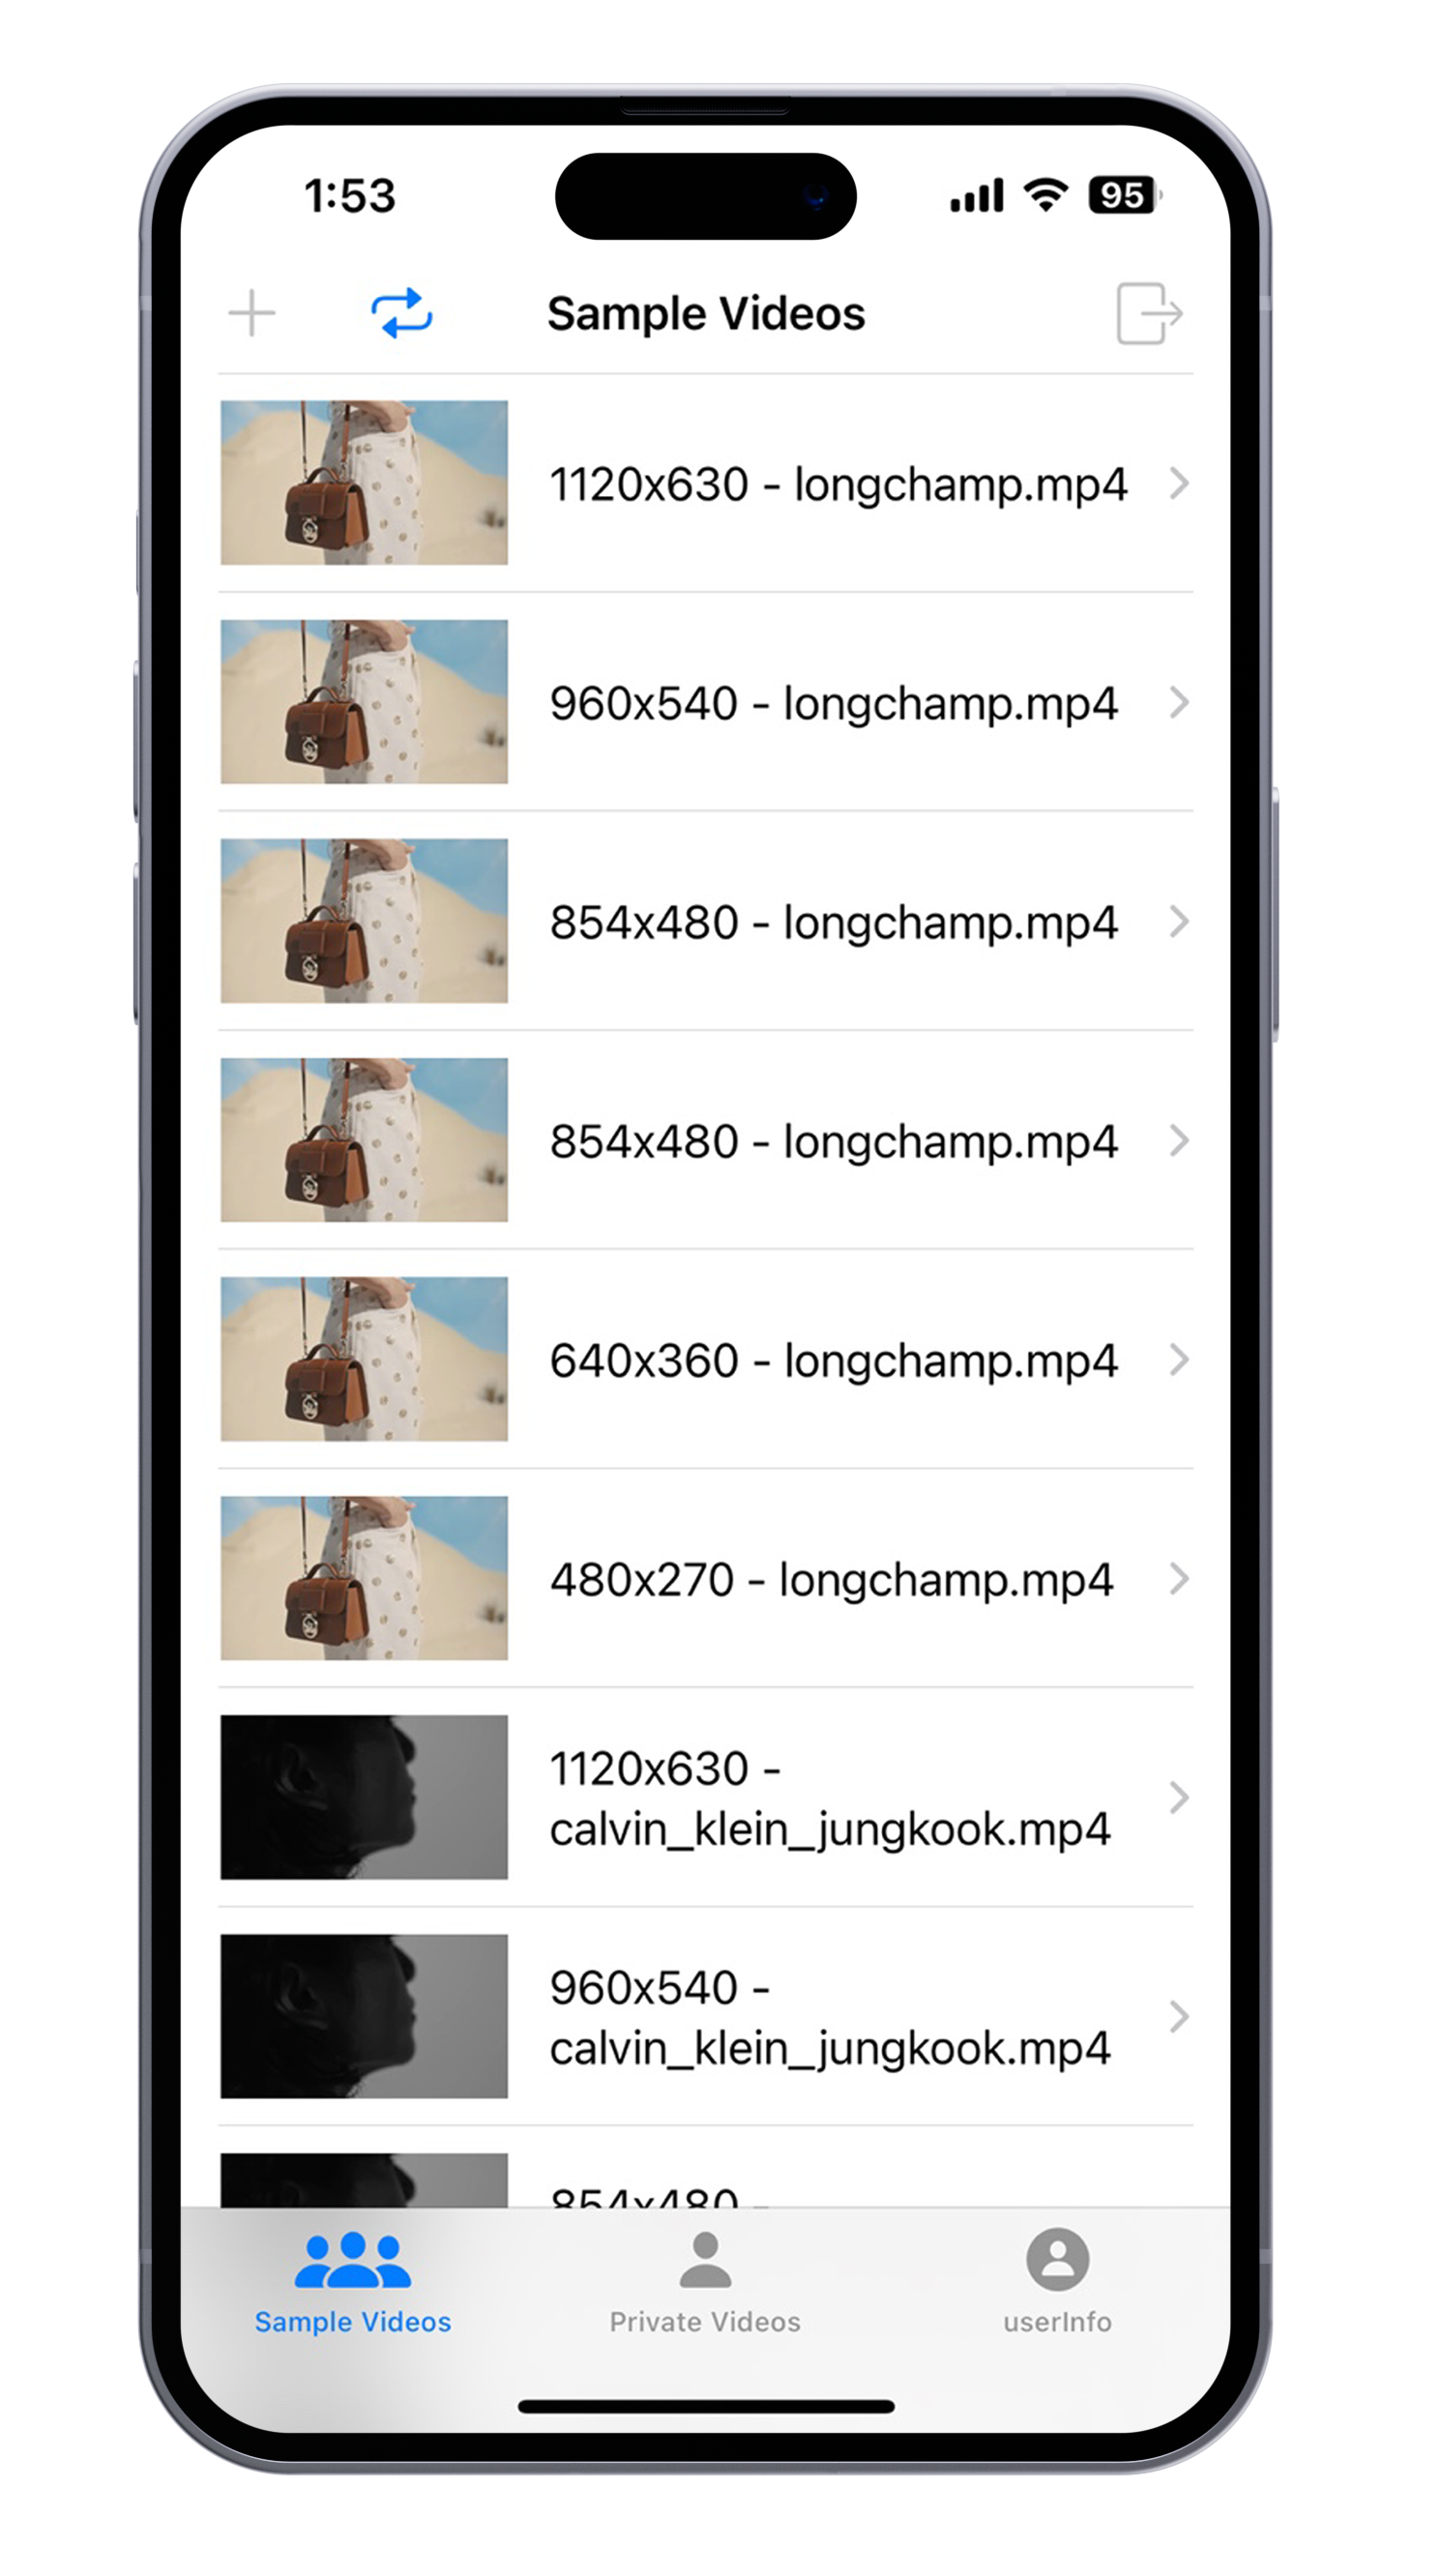 1:53
95
Sample Videos
1120x630 - longchamp.mp4
960x540 - longchamp.mp4
854x480 - longchamp.mp4
854x480 - longchamp.mp4
640x360 - longchamp.mp4
480x270 - longchamp.mp4
1120x630 -
calvin_klein_jungkook.mp4
960x540 -
calvin_klein_jungkook.mp4
854x480 -
Sample Videos
Private Videos
userInfo